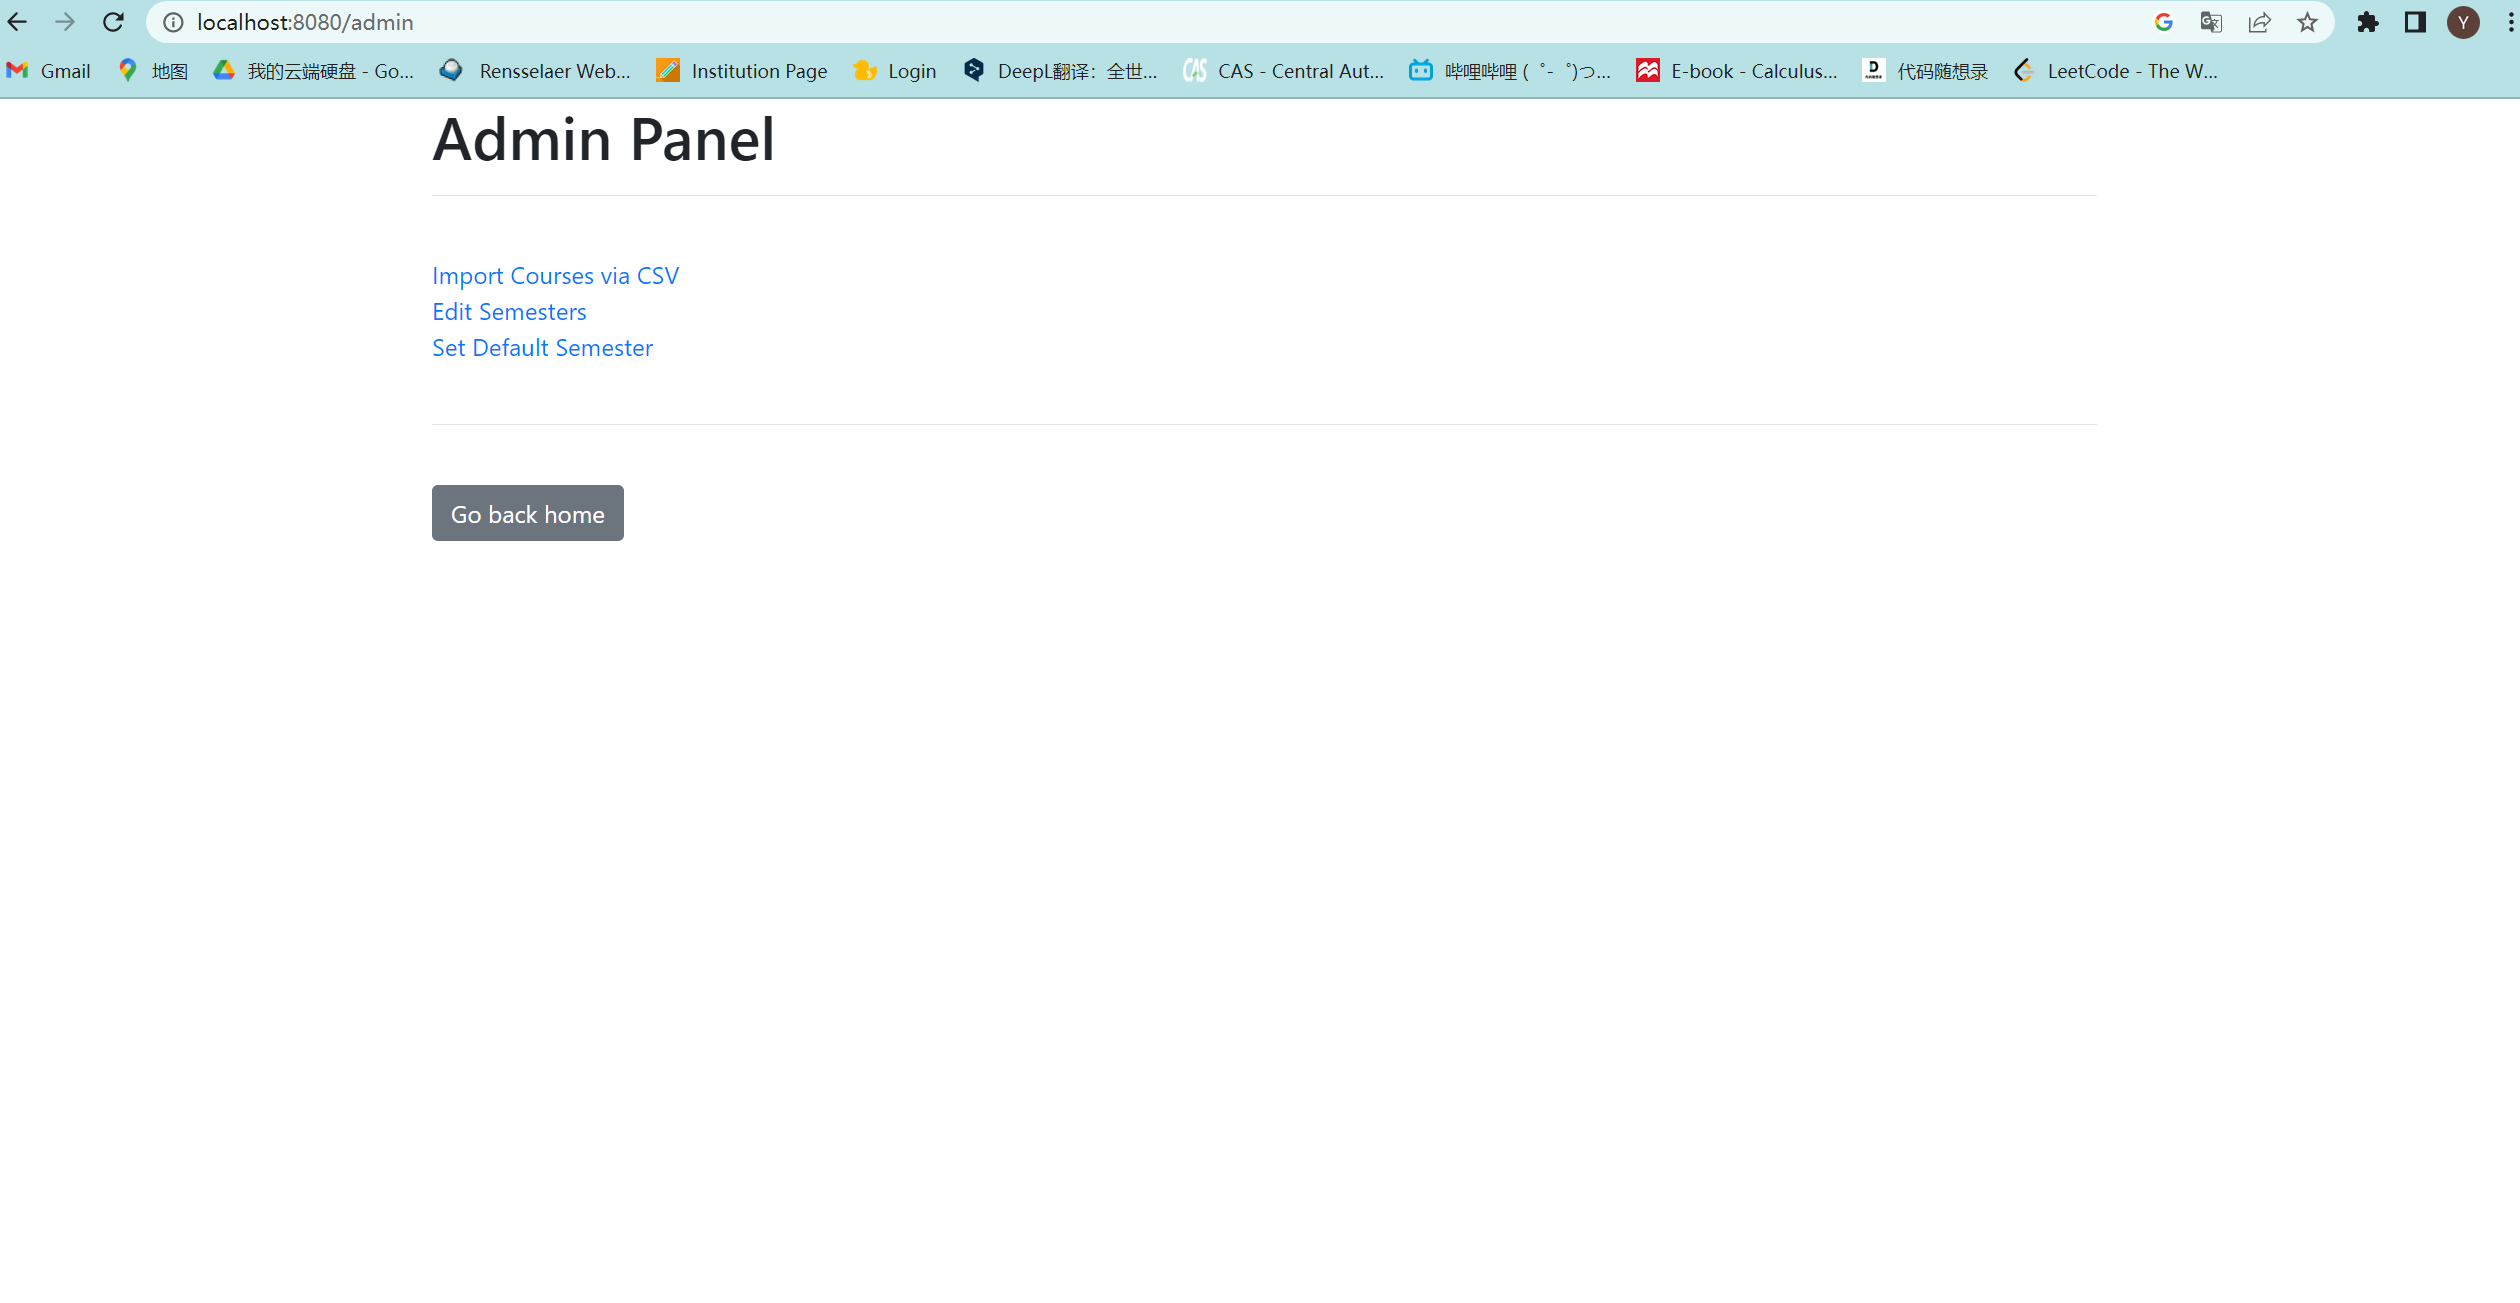 localhost:8080/admin
Y
Gmail 地图 我的云端硬盘 - Go... Rensselaer Web... Institution Page Login DeepL翻译：全世... CAS - Central Aut... 哔哩哔哩 (゜-゜)つ... E-book - Calculus... 代码随想录 LeetCode - The W...
Admin Panel
Import Courses via CSV
Edit Semesters
Set Default Semester
Go back home